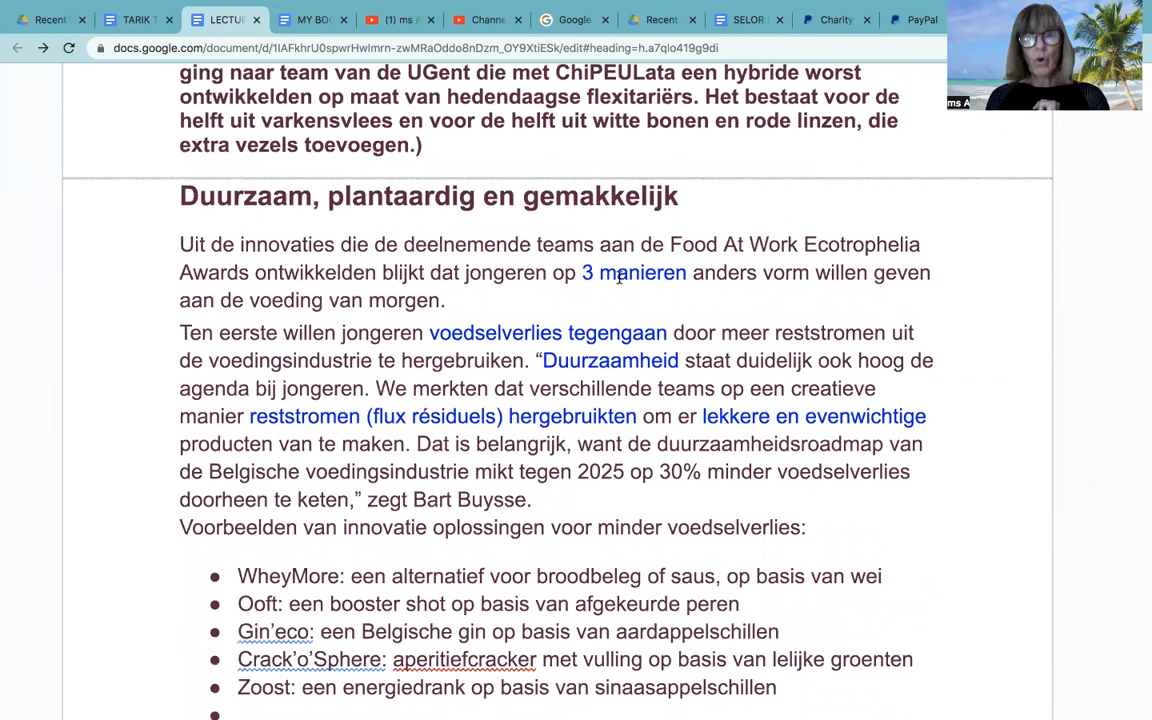 Recent
TARIK T
LECTUR
MY BO
(1) ms A
Channe
Google
Recent
SELOR
Charity
PayPal
docs.google.com/document/d/1IAFkhrU0spwrHwImrn-zwMRaOddo8nDzm_OY9XtiESk/edit#heading=h.a7qlo419g9di
ms A
ging naar team van de UGent die met ChiPEULata een hybride worst
ontwikkelden op maat van hedendaagse flexitariërs. Het bestaat voor de
helft uit varkensvlees en voor de helft uit witte bonen en rode linzen, die
extra vezels toevoegen.)
Duurzaam, plantaardig en gemakkelijk
Uit de innovaties die de deelnemende teams aan de Food At Work Ecotrophelia
Awards ontwikkelden blijkt dat jongeren op 3 manieren anders vorm willen geven
aan de voeding van morgen.
Ten eerste willen jongeren voedselverlies tegengaan door meer reststromen uit
de voedingsindustrie te hergebruiken. “Duurzaamheid staat duidelijk ook hoog de
agenda bij jongeren. We merkten dat verschillende teams op een creatieve
manier reststromen (flux résiduels) hergebruikten om er lekkere en evenwichtige
producten van te maken. Dat is belangrijk, want de duurzaamheidsroadmap van
de Belgische voedingsindustrie mikt tegen 2025 op 30% minder voedselverlies
doorheen te keten,” zegt Bart Buysse.
Voorbeelden van innovatie oplossingen voor minder voedselverlies:
● WheyMore: een alternatief voor broodbeleg of saus, op basis van wei
● Ooft: een booster shot op basis van afgekeurde peren
● Gin’eco: een Belgische gin op basis van aardappelschillen
● Crack’o’Sphere: aperitiefcracker met vulling op basis van lelijke groenten
● Zoost: een energiedrank op basis van sinaasappelschillen
●